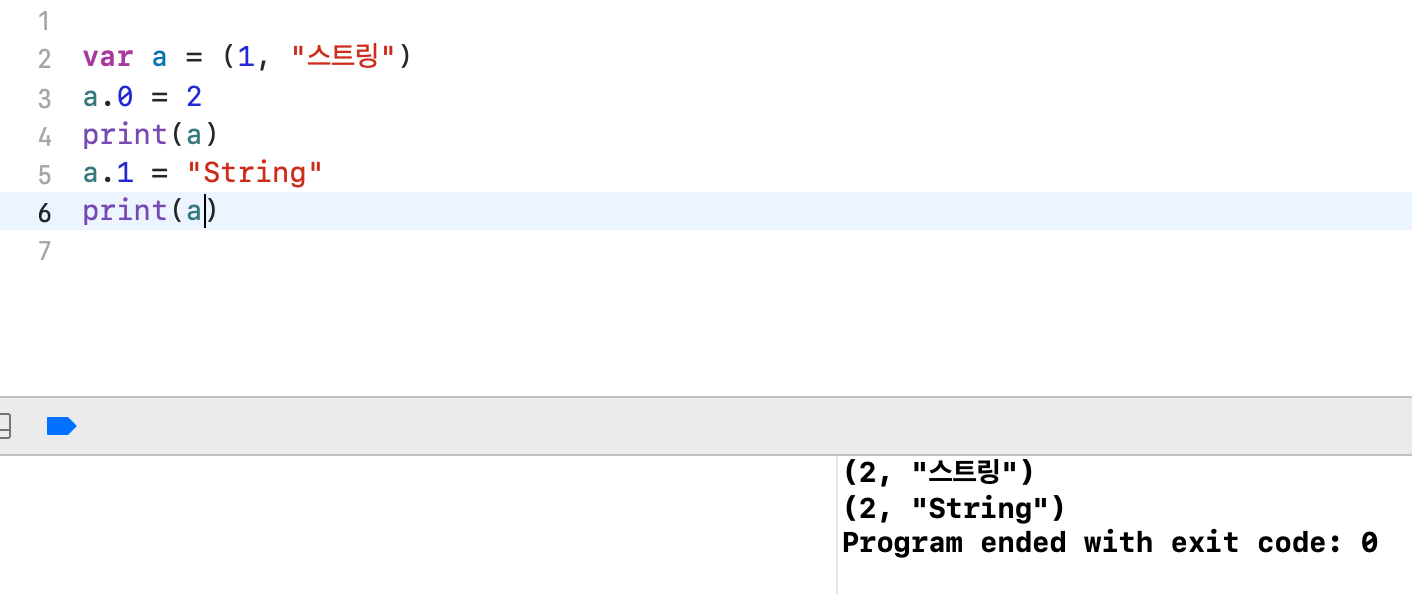 1
2 var a = (1, "스트링")
3 a.0 = 2
4 print(a)
5 a.1 = "String"
6 print(a)
7
(2, "스트링")
(2, "String")
Program ended with exit code: 0